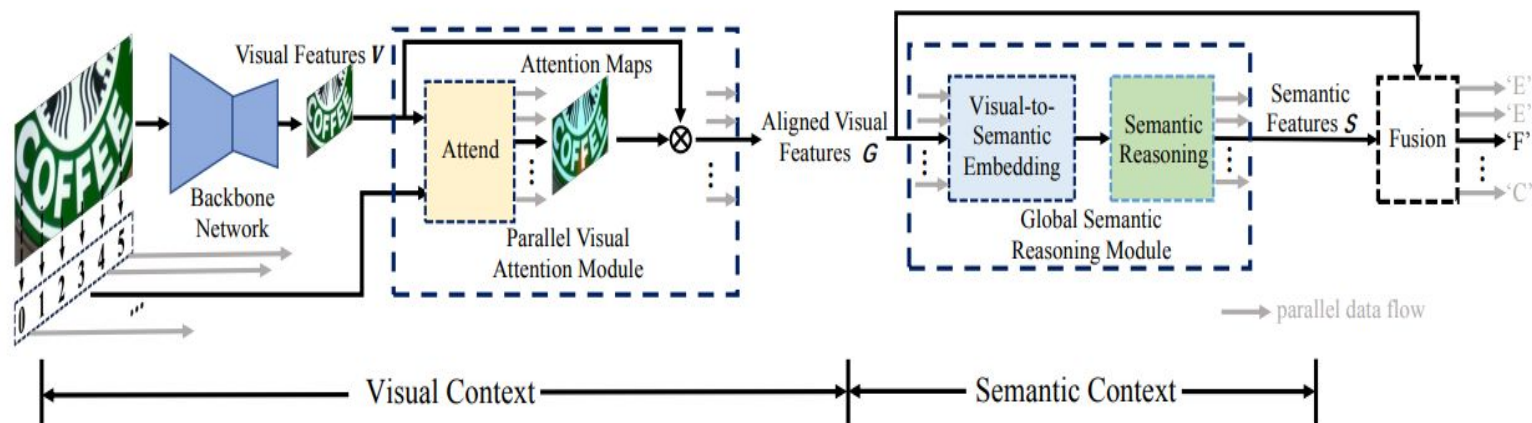 COFFEE
0 1 2 3 4 5
...
Backbone
Network
Visual Features V
COFFEE
Attend
Attention Maps
COFFEE
Parallel Visual
Attention Module
Aligned Visual
Features G
Visual-to-
Semantic
Embedding
Semantic
Reasoning
Global Semantic
Reasoning Module
Semantic
Features S
Fusion
'E'
'E'
'F'
'C'
parallel data flow
Visual Context
Semantic Context